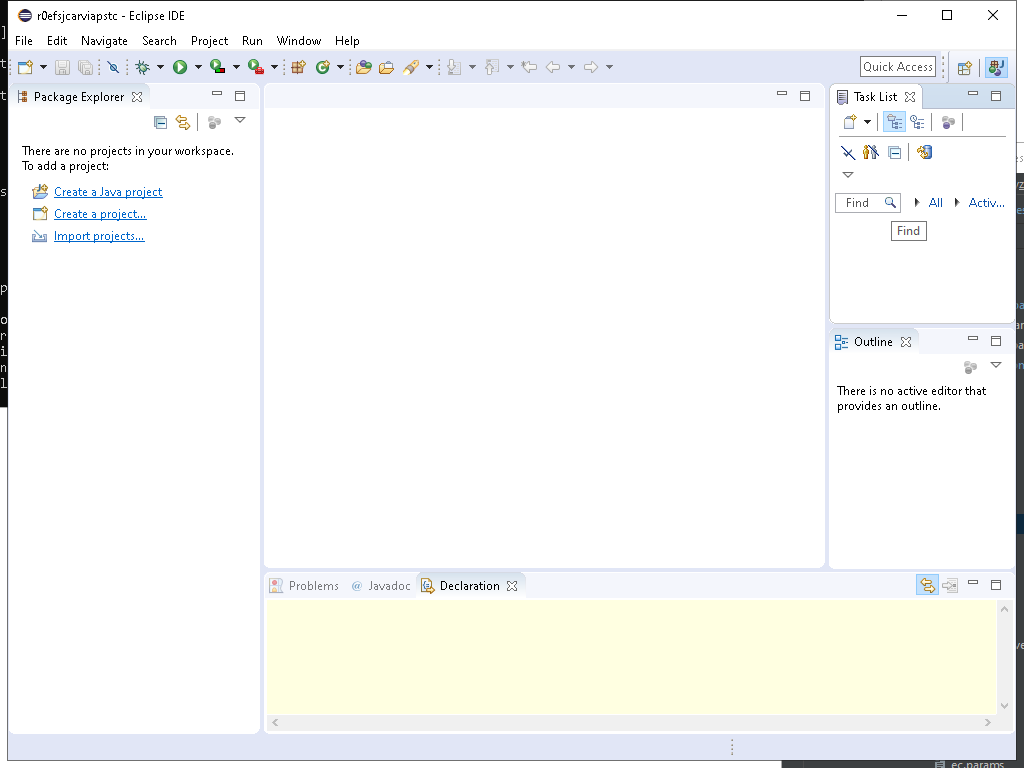 r0efsjcarviapstc - Eclipse IDE
File Edit Navigate Search Project Run Window Help
Quick Access
Package Explorer
Task List
There are no projects in your workspace.
To add a project:
Create a Java project
Create a project...
Import projects...
Find
All
Activ...
Find
Outline
There is no active editor that
provides an outline.
Problems
@ Javadoc
Declaration
ec.params